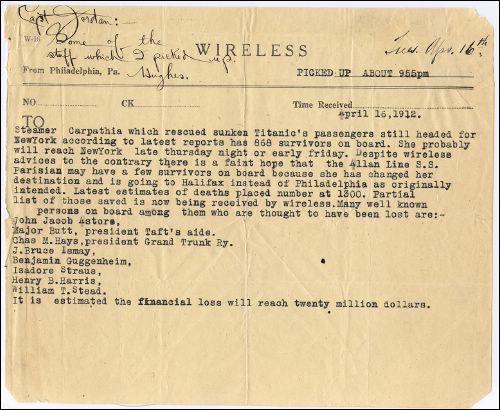 Capt Jordan:-
W-16 Some of the
stuff which I picked up.
Hughes.
WIRELESS
Tues. Apr. 16th
From Philadelphia, Pa.
PICKED UP ABOUT 955pm
NO. CK Time Received
April 16,1912.
TO
Steamer Carpathia which rescued sunken Titanic's passengers still headed for
NewYork according to latest reports has 868 survivors on board. She probably
will reach NewYork late thursday night or early friday. Despite wireless
advices to the contrary there is a faint hope that the Allan Line S.S.
Parisian may have a few survivors on board because she has changed her
destination and is going to Halifax instead of Philadelphia as originally
intended. Latest estimates of deaths placed number at 1300. Partial
list of those saved is now being received by wireless.Many well known
persons on board among them who are thought to have been lost are:-
John Jacob Astors,
Major Butt, president Taft's aide.
Chas M.Hays,president Grand Trunk Ry.
J.Bruce Ismay,
Benjamin Guggenheim,
Isadore Straus,
Henry B.Harris,
William T.Stead.
It is estimated the financial loss will reach twenty million dollars.